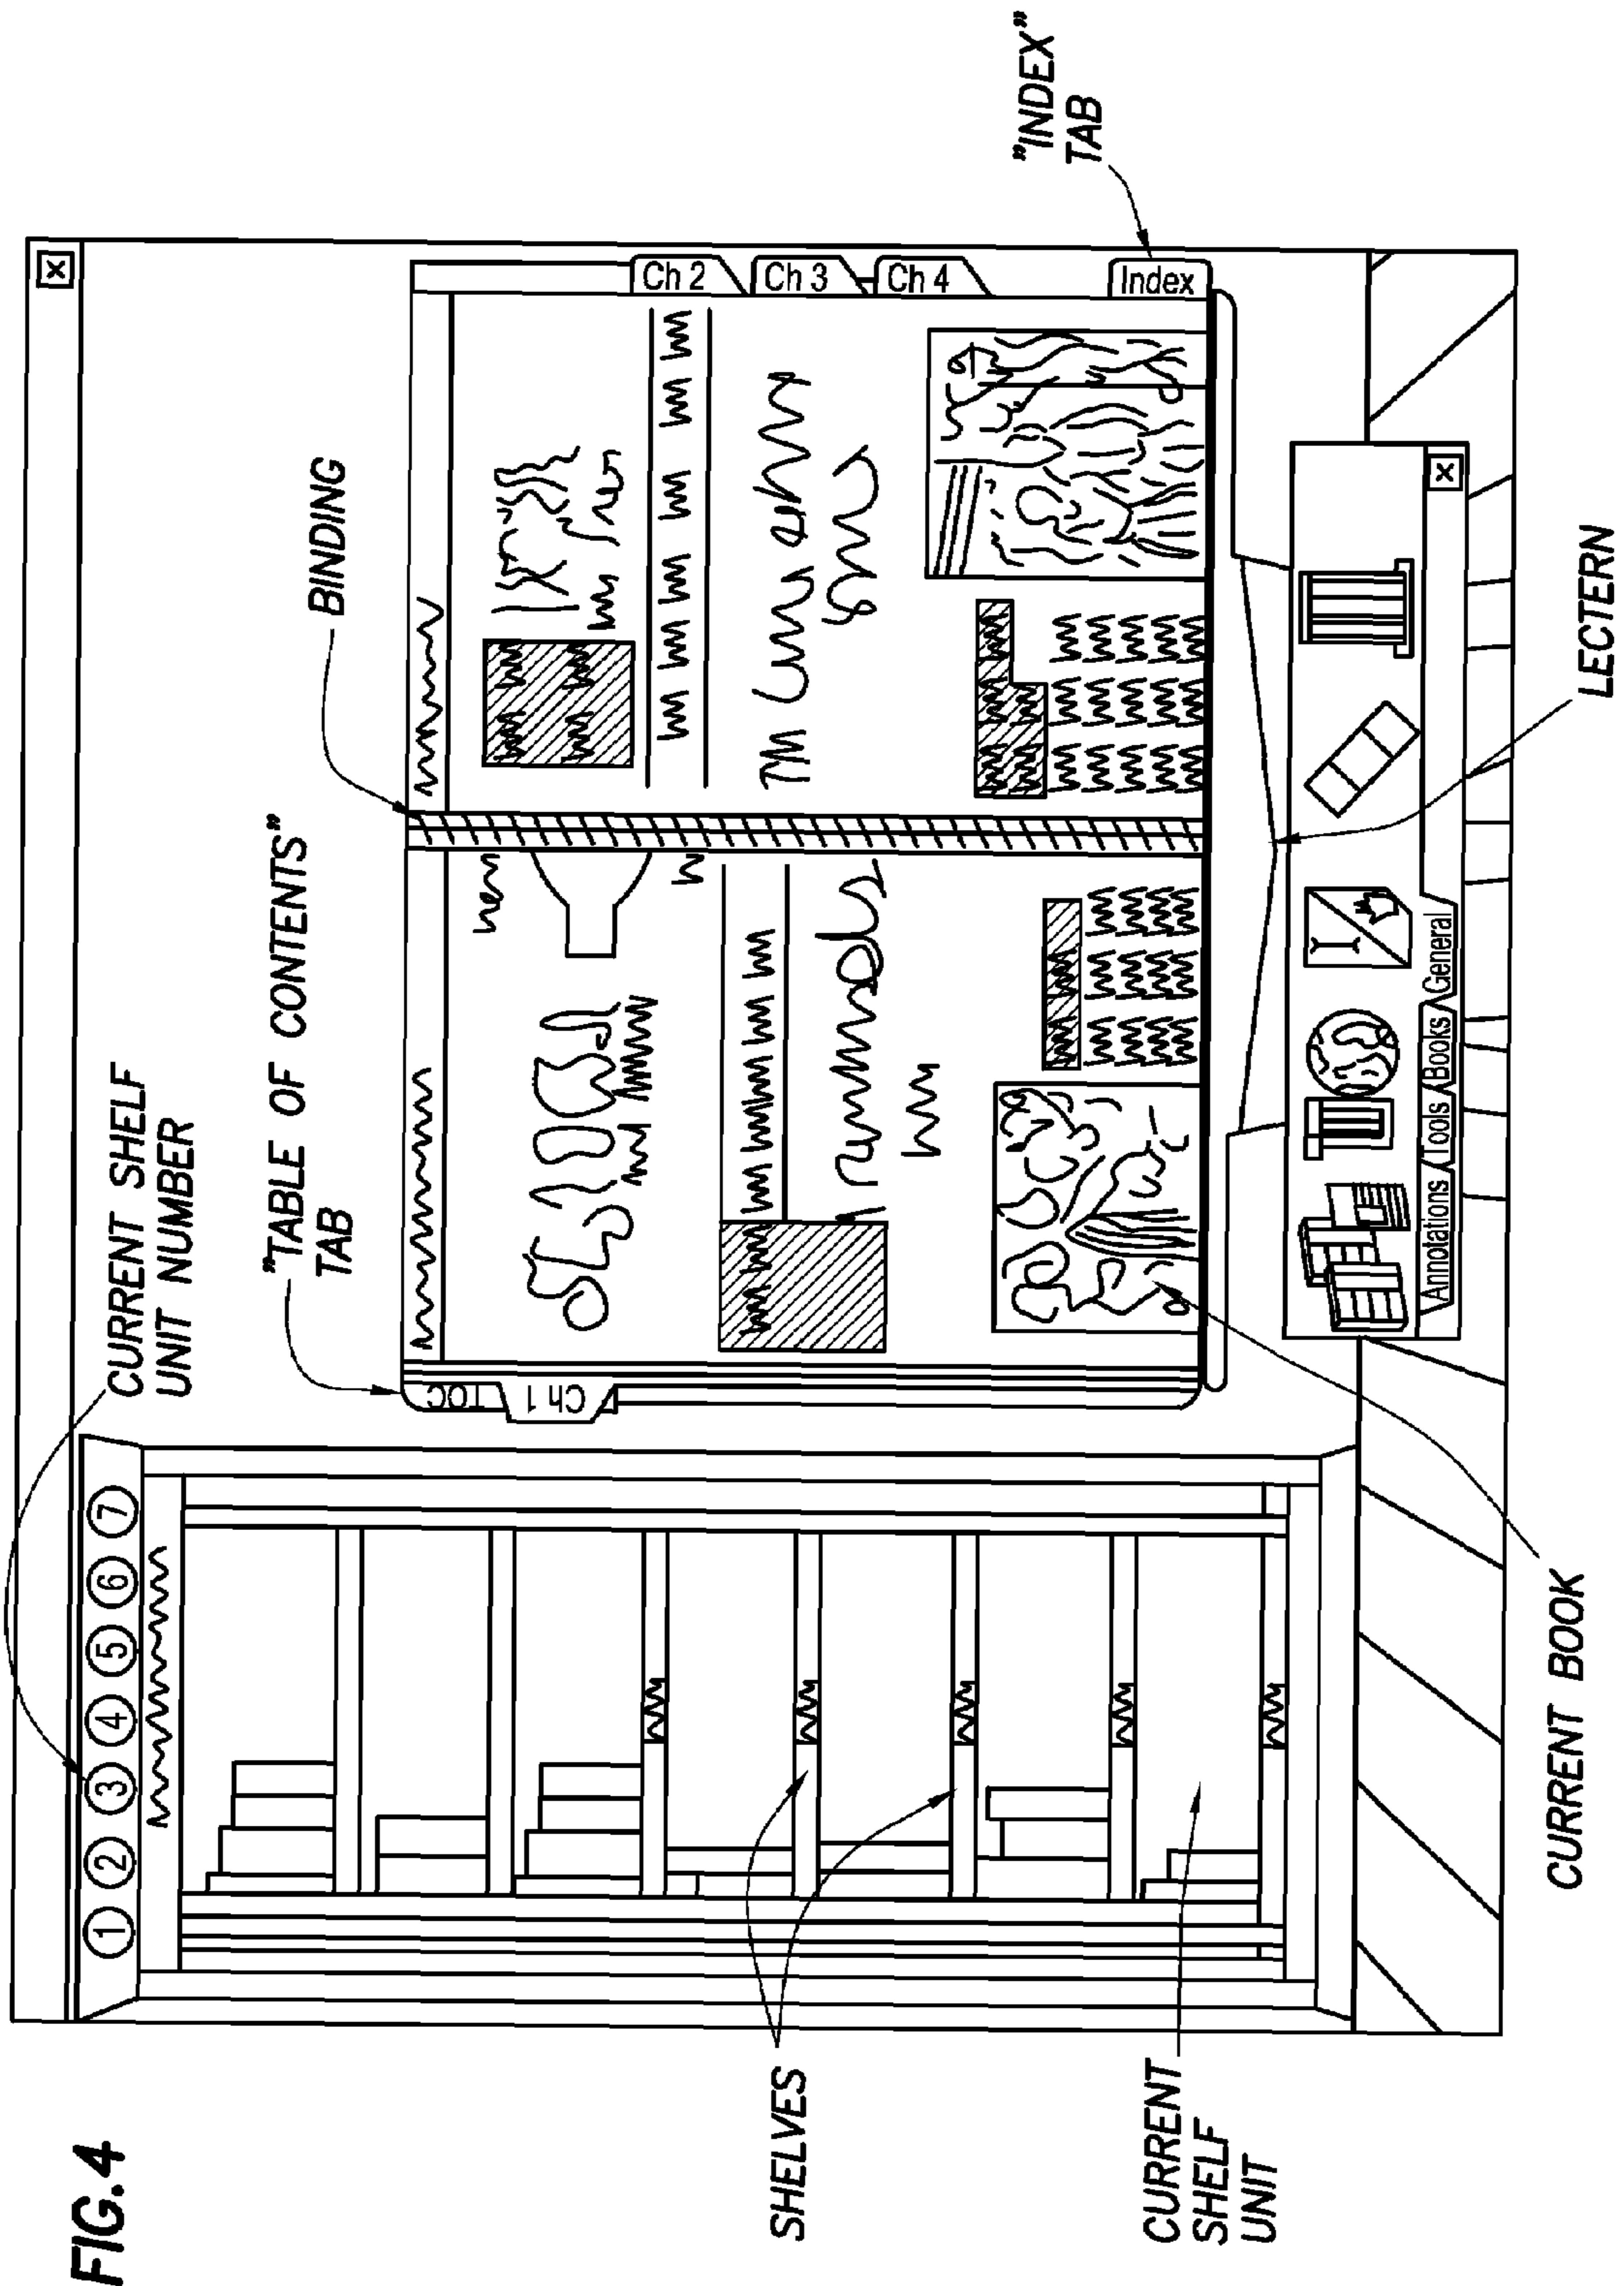 FIG.4
CURRENT SHELF
UNIT NUMBER
"TABLE OF CONTENTS"
TAB
BINDING
"INDEX"
TAB
X
1 2 3 4 5 6 7
TOC
Ch 1
Ch 2
Ch 3
Ch 4
Index
SHELVES
CURRENT
SHELF
UNIT
X
Annotations Tools Books General
CURRENT BOOK
LECTERN